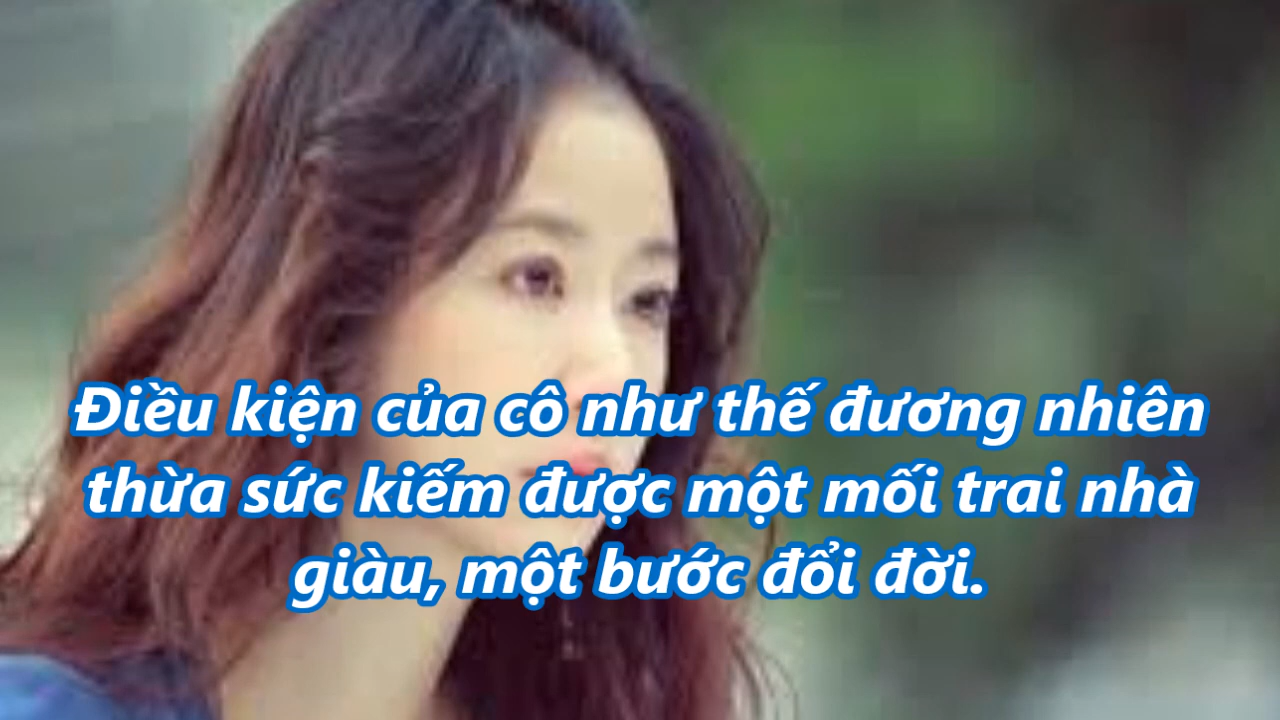 Điều kiện của cô như thế đương nhiên
thừa sức kiếm được một mối trai nhà
giàu, một bước đổi đời.